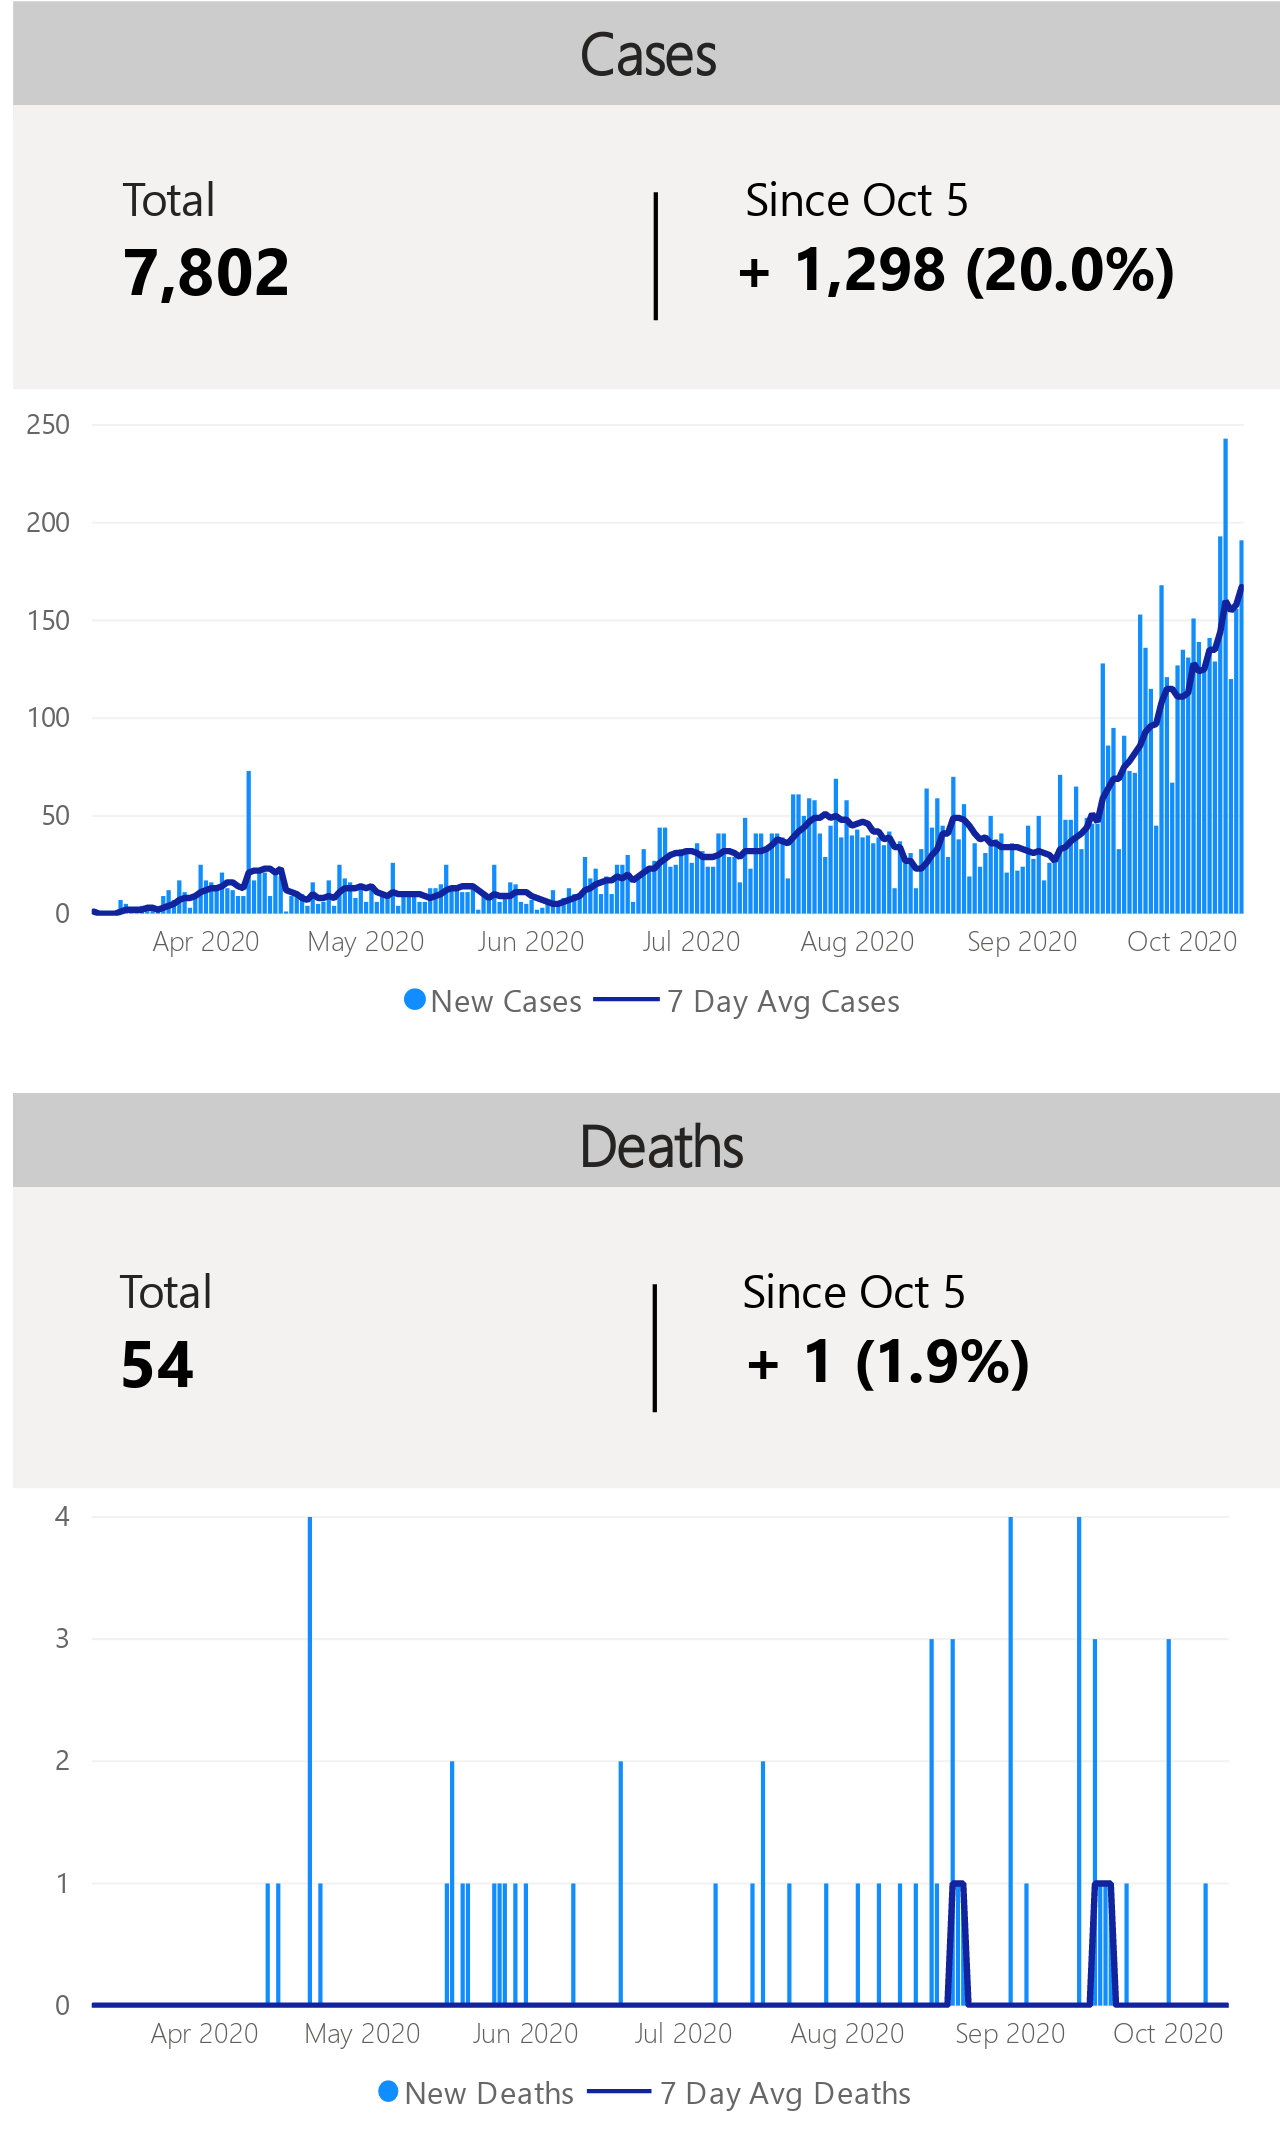 Cases
Total
7,802
Since Oct 5
+ 1,298 (20.0%)
250
200
150
100
50
0
Apr 2020 May 2020 Jun 2020 Jul 2020 Aug 2020 Sep 2020 Oct 2020
New Cases 7 Day Avg Cases
Deaths
Total
54
Since Oct 5
+ 1 (1.9%)
4
3
2
1
0
Apr 2020 May 2020 Jun 2020 Jul 2020 Aug 2020 Sep 2020 Oct 2020
New Deaths 7 Day Avg Deaths